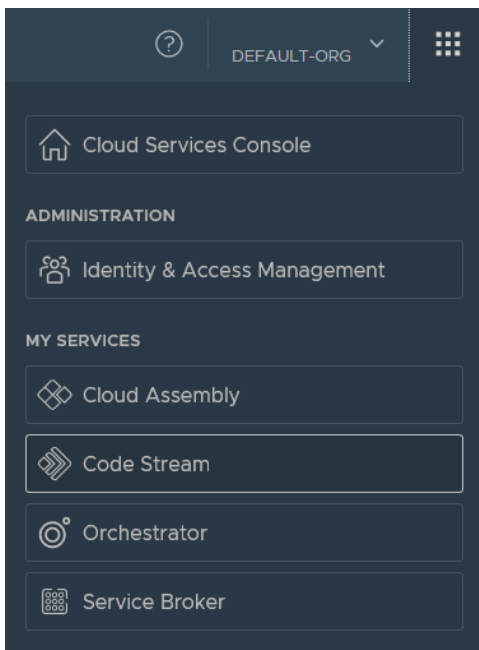 ?
DEFAULT-ORG
Cloud Services Console
ADMINISTRATION
Identity & Access Management
MY SERVICES
Cloud Assembly
Code Stream
Orchestrator
Service Broker